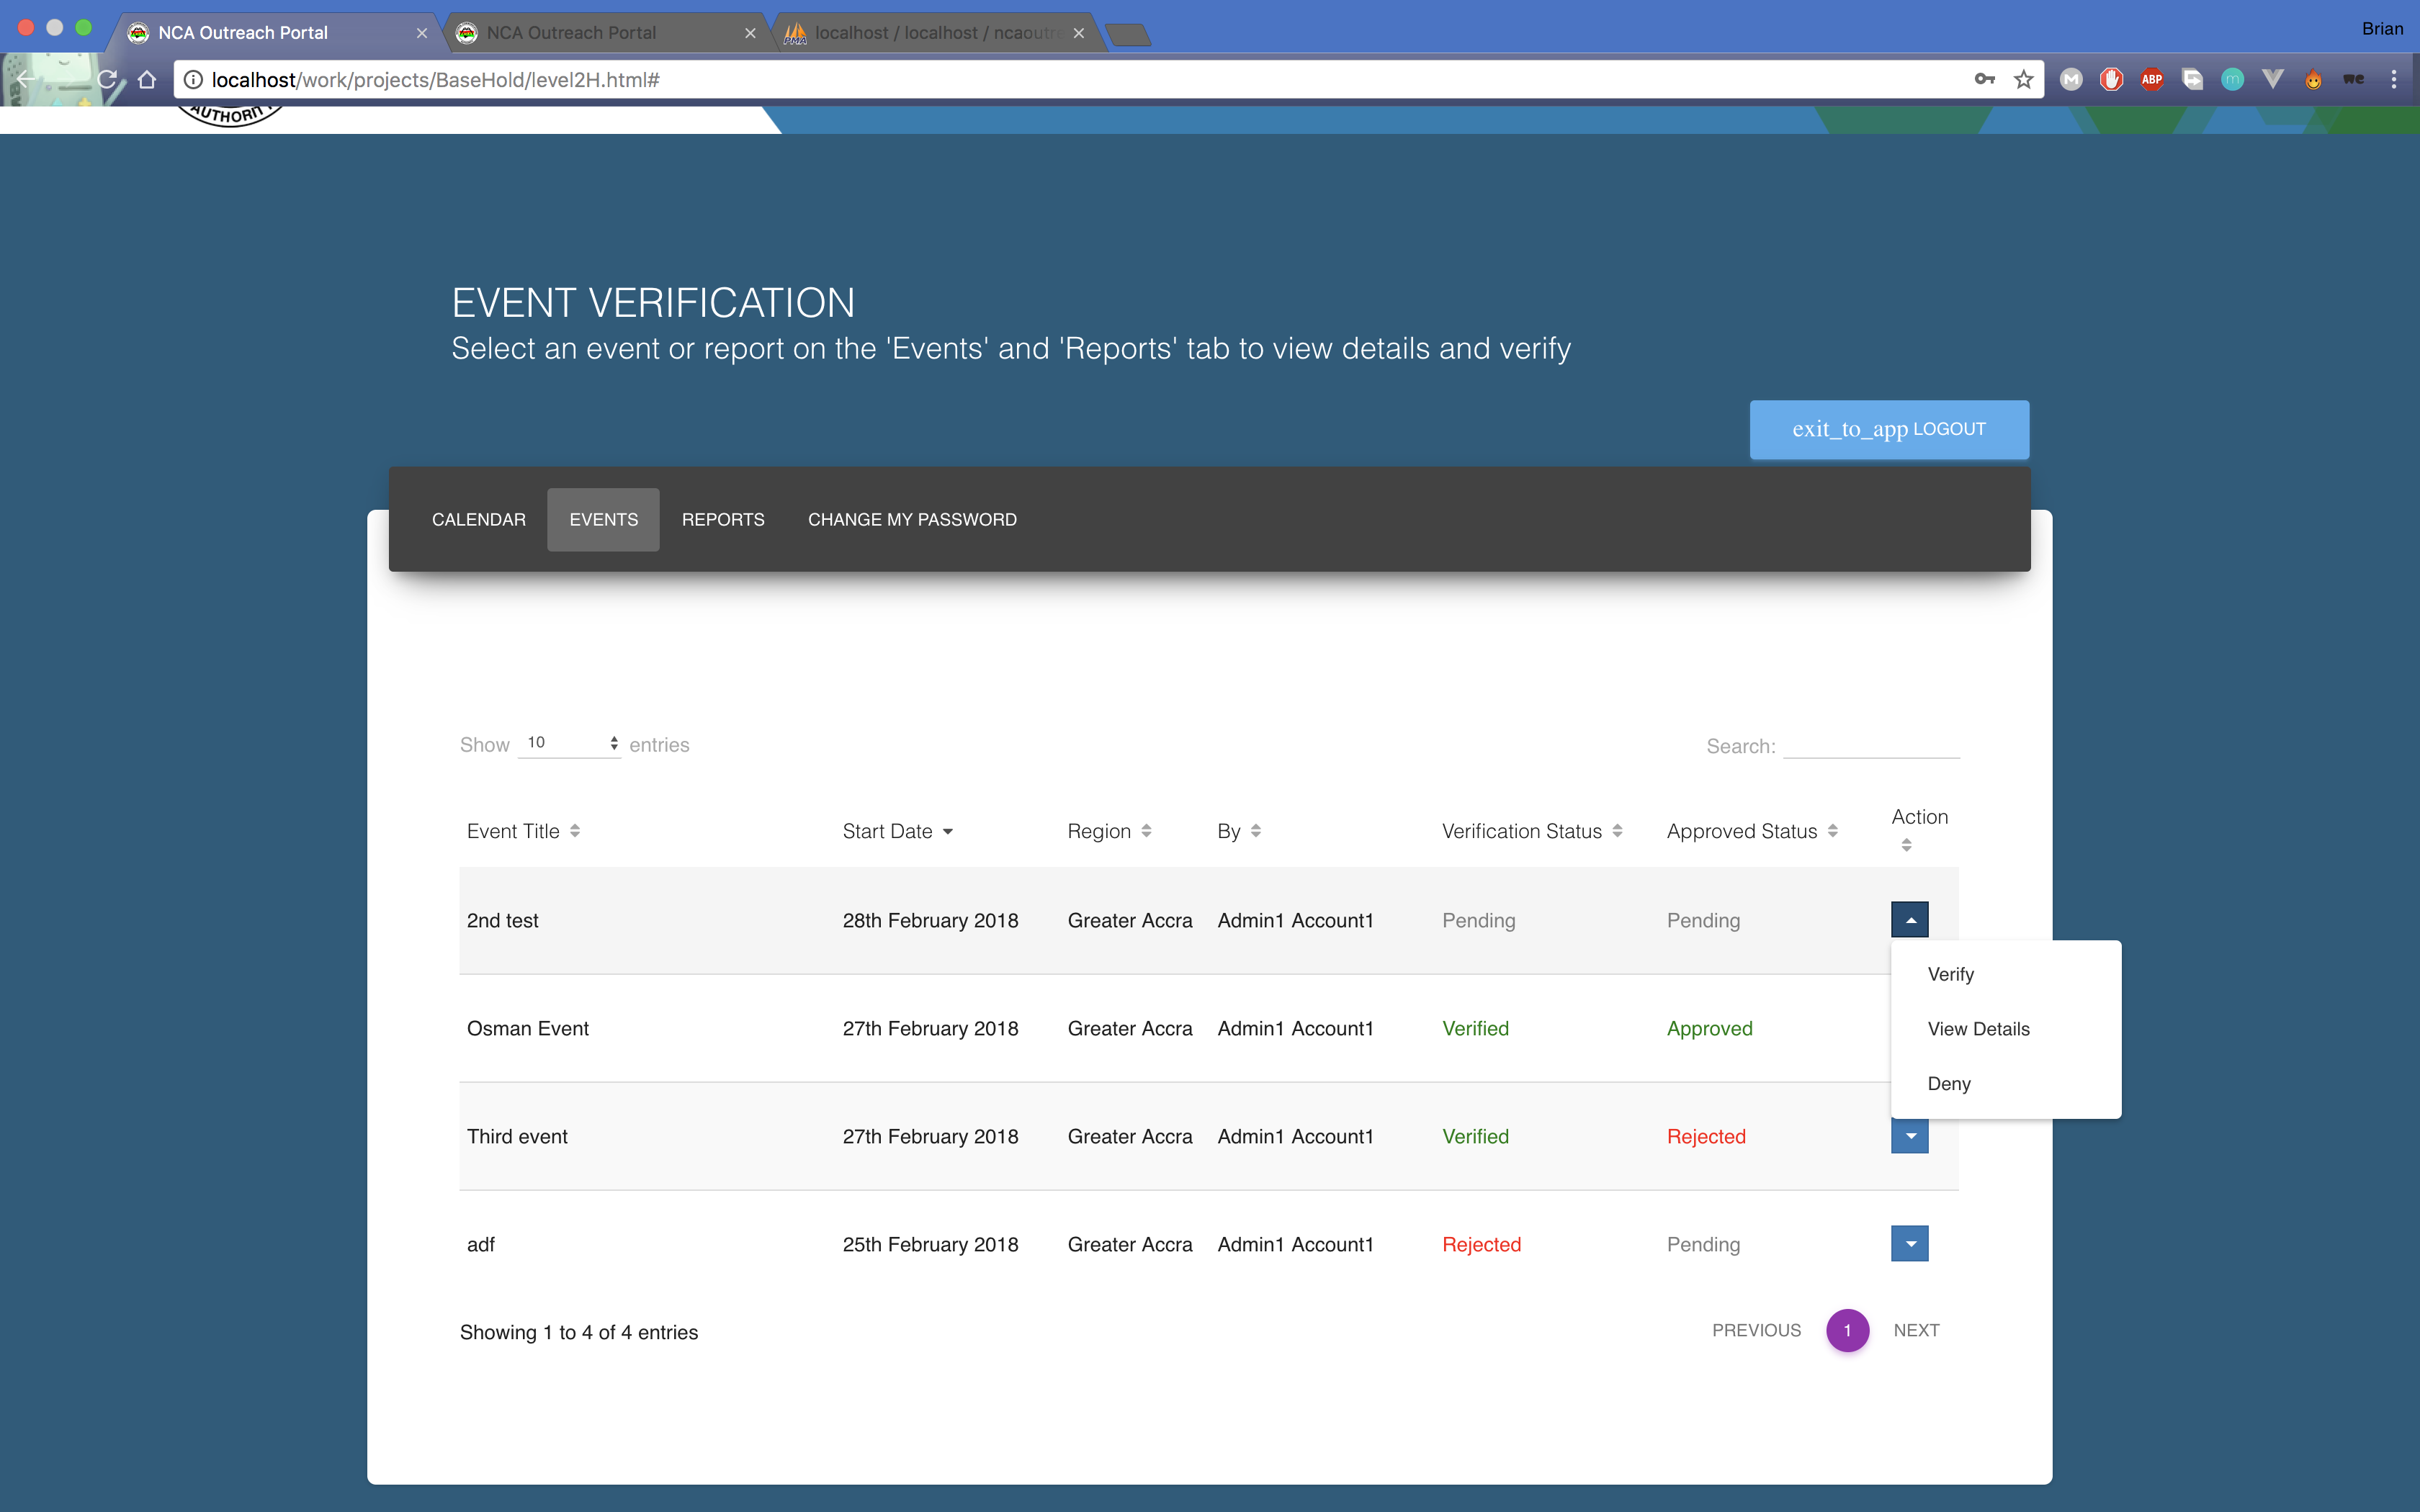 NCA Outreach Portal
NCA Outreach Portal
localhost / localhost / ncaoutre
Brian
localhost/work/projects/BaseHold/level2H.html#
ABP
AUTHORIT
EVENT VERIFICATION
Select an event or report on the 'Events' and 'Reports' tab to view details and verify
exit_to_app LOGOUT
CALENDAR EVENTS REPORTS CHANGE MY PASSWORD
Show 10 entries
Search:
Event Title Start Date Region By Verification Status Approved Status Action
2nd test 28th February 2018 Greater Accra Admin1 Account1 Pending Pending
Verify
View Details
Deny
Osman Event 27th February 2018 Greater Accra Admin1 Account1 Verified Approved
Third event 27th February 2018 Greater Accra Admin1 Account1 Verified Rejected
adf 25th February 2018 Greater Accra Admin1 Account1 Rejected Pending
Showing 1 to 4 of 4 entries
PREVIOUS 1 NEXT